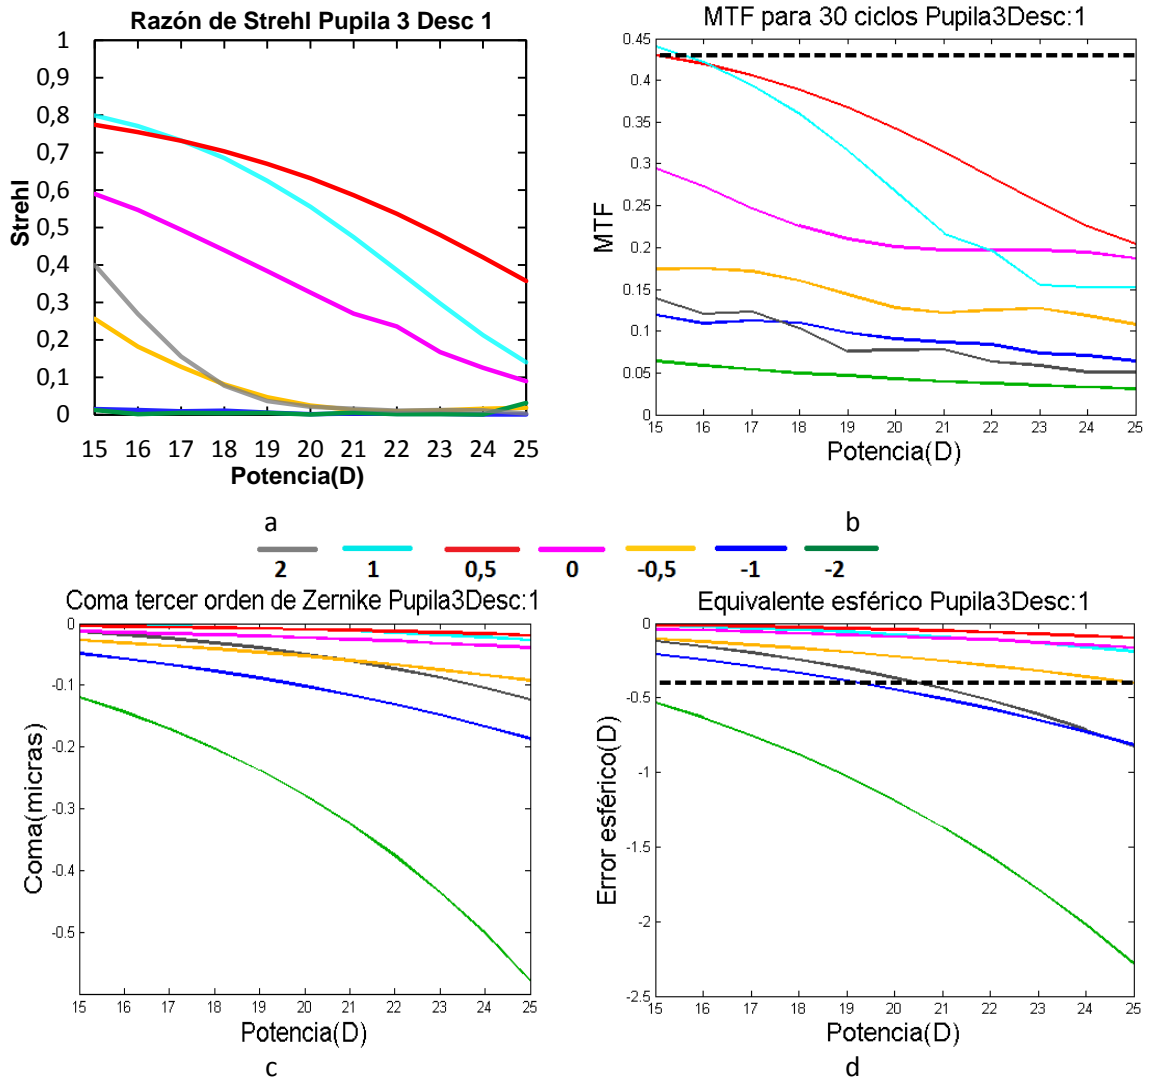 Razón de Strehl Pupila 3 Desc 1
1
0,9
0,8
0,7
0,6
0,5
0,4
0,3
0,2
0,1
0
Strehl
15 16 17 18 19 20 21 22 23 24 25
Potencia(D)
a
MTF para 30 ciclos Pupila3Desc:1
0.45
0.4
0.35
0.3
0.25
0.2
0.15
0.1
0.05
0
MTF
15 16 17 18 19 20 21 22 23 24 25
Potencia(D)
b
2 1 0,5 0 -0,5 -1 -2
Coma tercer orden de Zernike Pupila3Desc:1
0
-0.1
-0.2
-0.3
-0.4
-0.5
Coma(micras)
15 16 17 18 19 20 21 22 23 24 25
Potencia(D)
c
Equivalente esférico Pupila3Desc:1
0
-0.5
-1
-1.5
-2
-2.5
Error esférico(D)
15 16 17 18 19 20 21 22 23 24 25
Potencia(D)
d